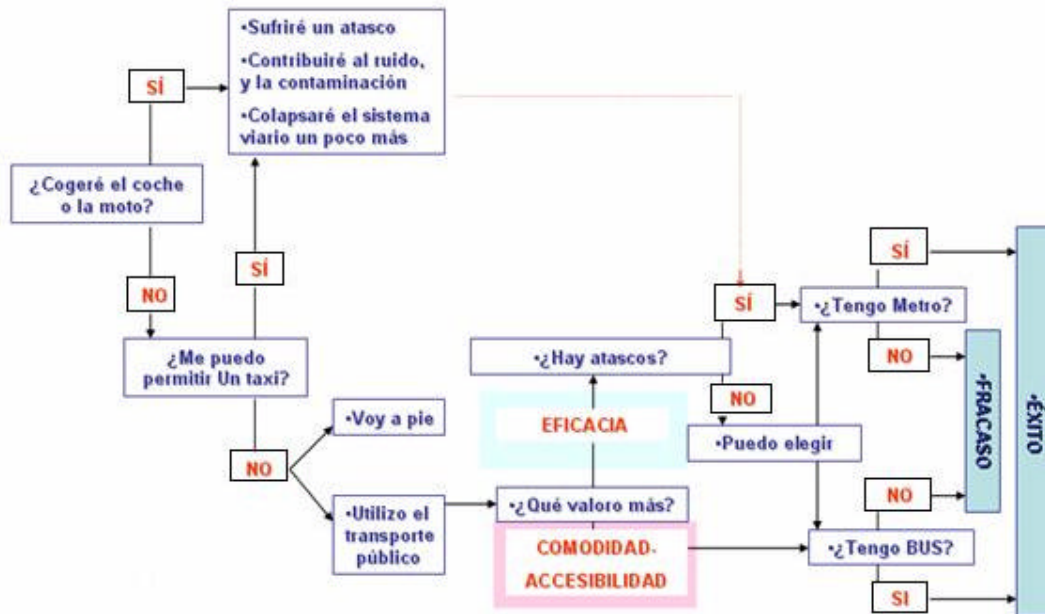 •Sufriré un atasco
•Contribuiré al ruido,
y la contaminación
•Colapsaré el sistema
viario un poco más
SÍ
¿Cogeré el coche
o la moto?
SÍ
NO
¿Me puedo
permitir Un taxi?
NO
•Voy a pie
•Utilizo el
transporte
público
•¿Hay atascos?
EFICACIA
•¿Qué valoro más?
COMODIDAD-
ACCESIBILIDAD
SÍ
NO
•Puedo elegir
SÍ
•¿Tengo Metro?
NO
NO
•¿Tengo BUS?
SI
•FRACASO
•ÉXITO